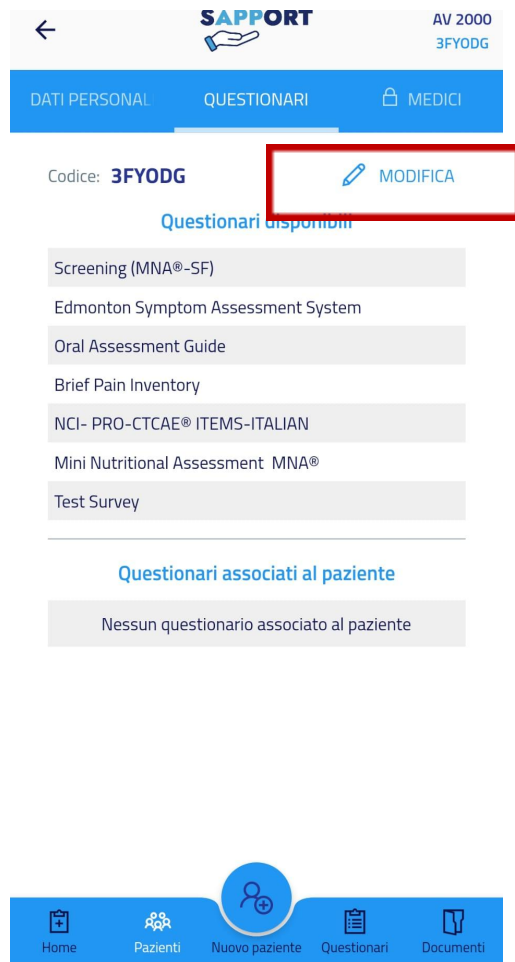 SAPPORT
AV 2000
3FYODG
DATI PERSONAL
QUESTIONARI
MEDICI
Codice: 3FYODG
MODIFICA
Questionari disponibili
Screening (MNA®-SF)
Edmonton Symptom Assessment System
Oral Assessment Guide
Brief Pain Inventory
NCI- PRO-CTCAE® ITEMS-ITALIAN
Mini Nutritional Assessment MNA®
Test Survey
Questionari associati al paziente
Nessun questionario associato al paziente
Home
Pazienti
Nuovo paziente
Questionari
Documenti